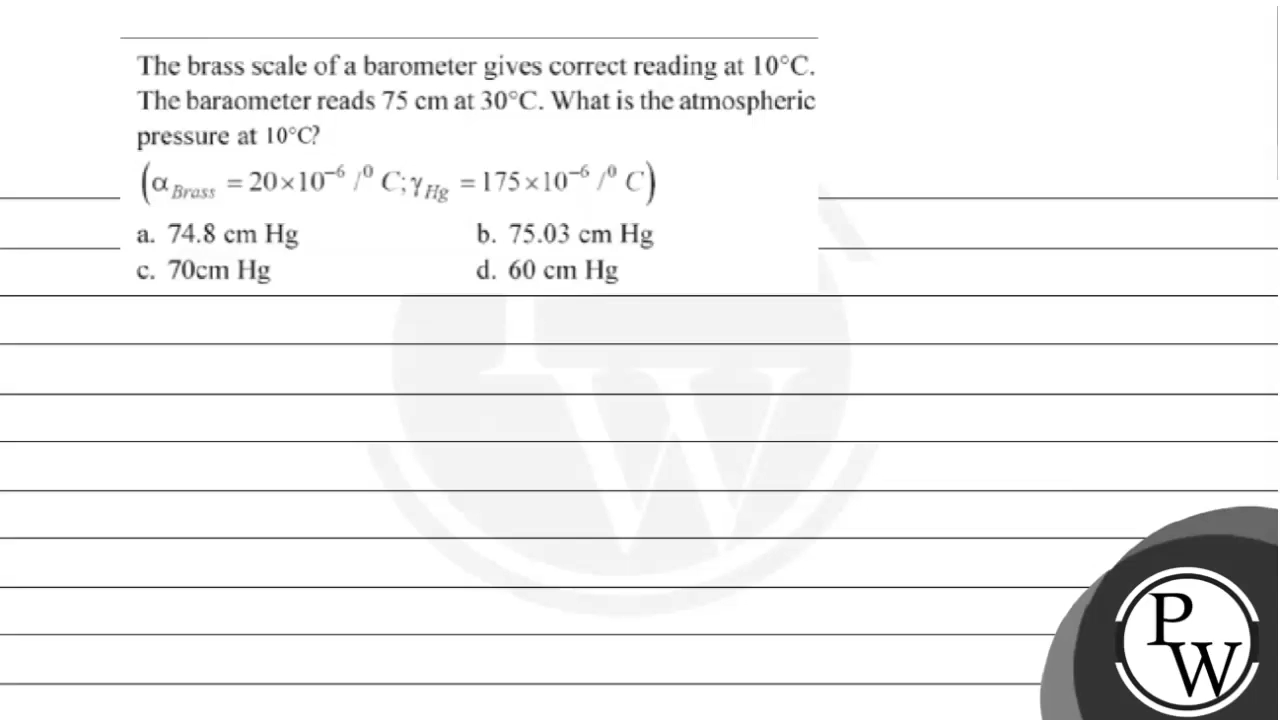 The brass scale of a barometer gives correct reading at 10°C.
The baraometer reads 75 cm at 30°C. What is the atmospheric
pressure at 10°C?
(α_Brass = 20×10⁻⁶ /⁰ C; γ_Hg = 175×10⁻⁶ /⁰ C)
a. 74.8 cm Hg b. 75.03 cm Hg
c. 70cm Hg d. 60 cm Hg
P
W